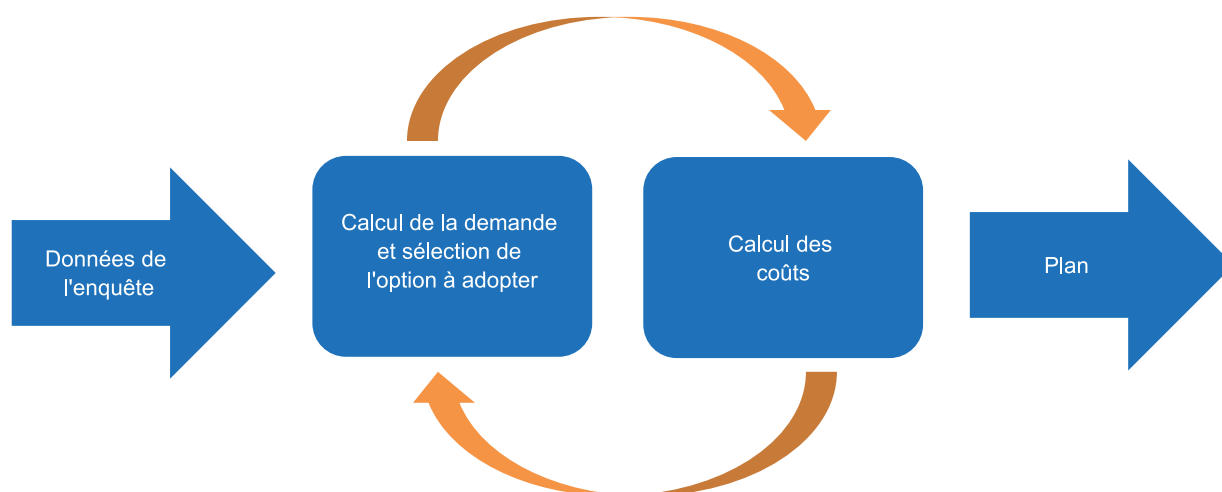 Données de
l'enquête
Calcul de la demande
et sélection de
l'option à adopter
Calcul des
coûts
Plan